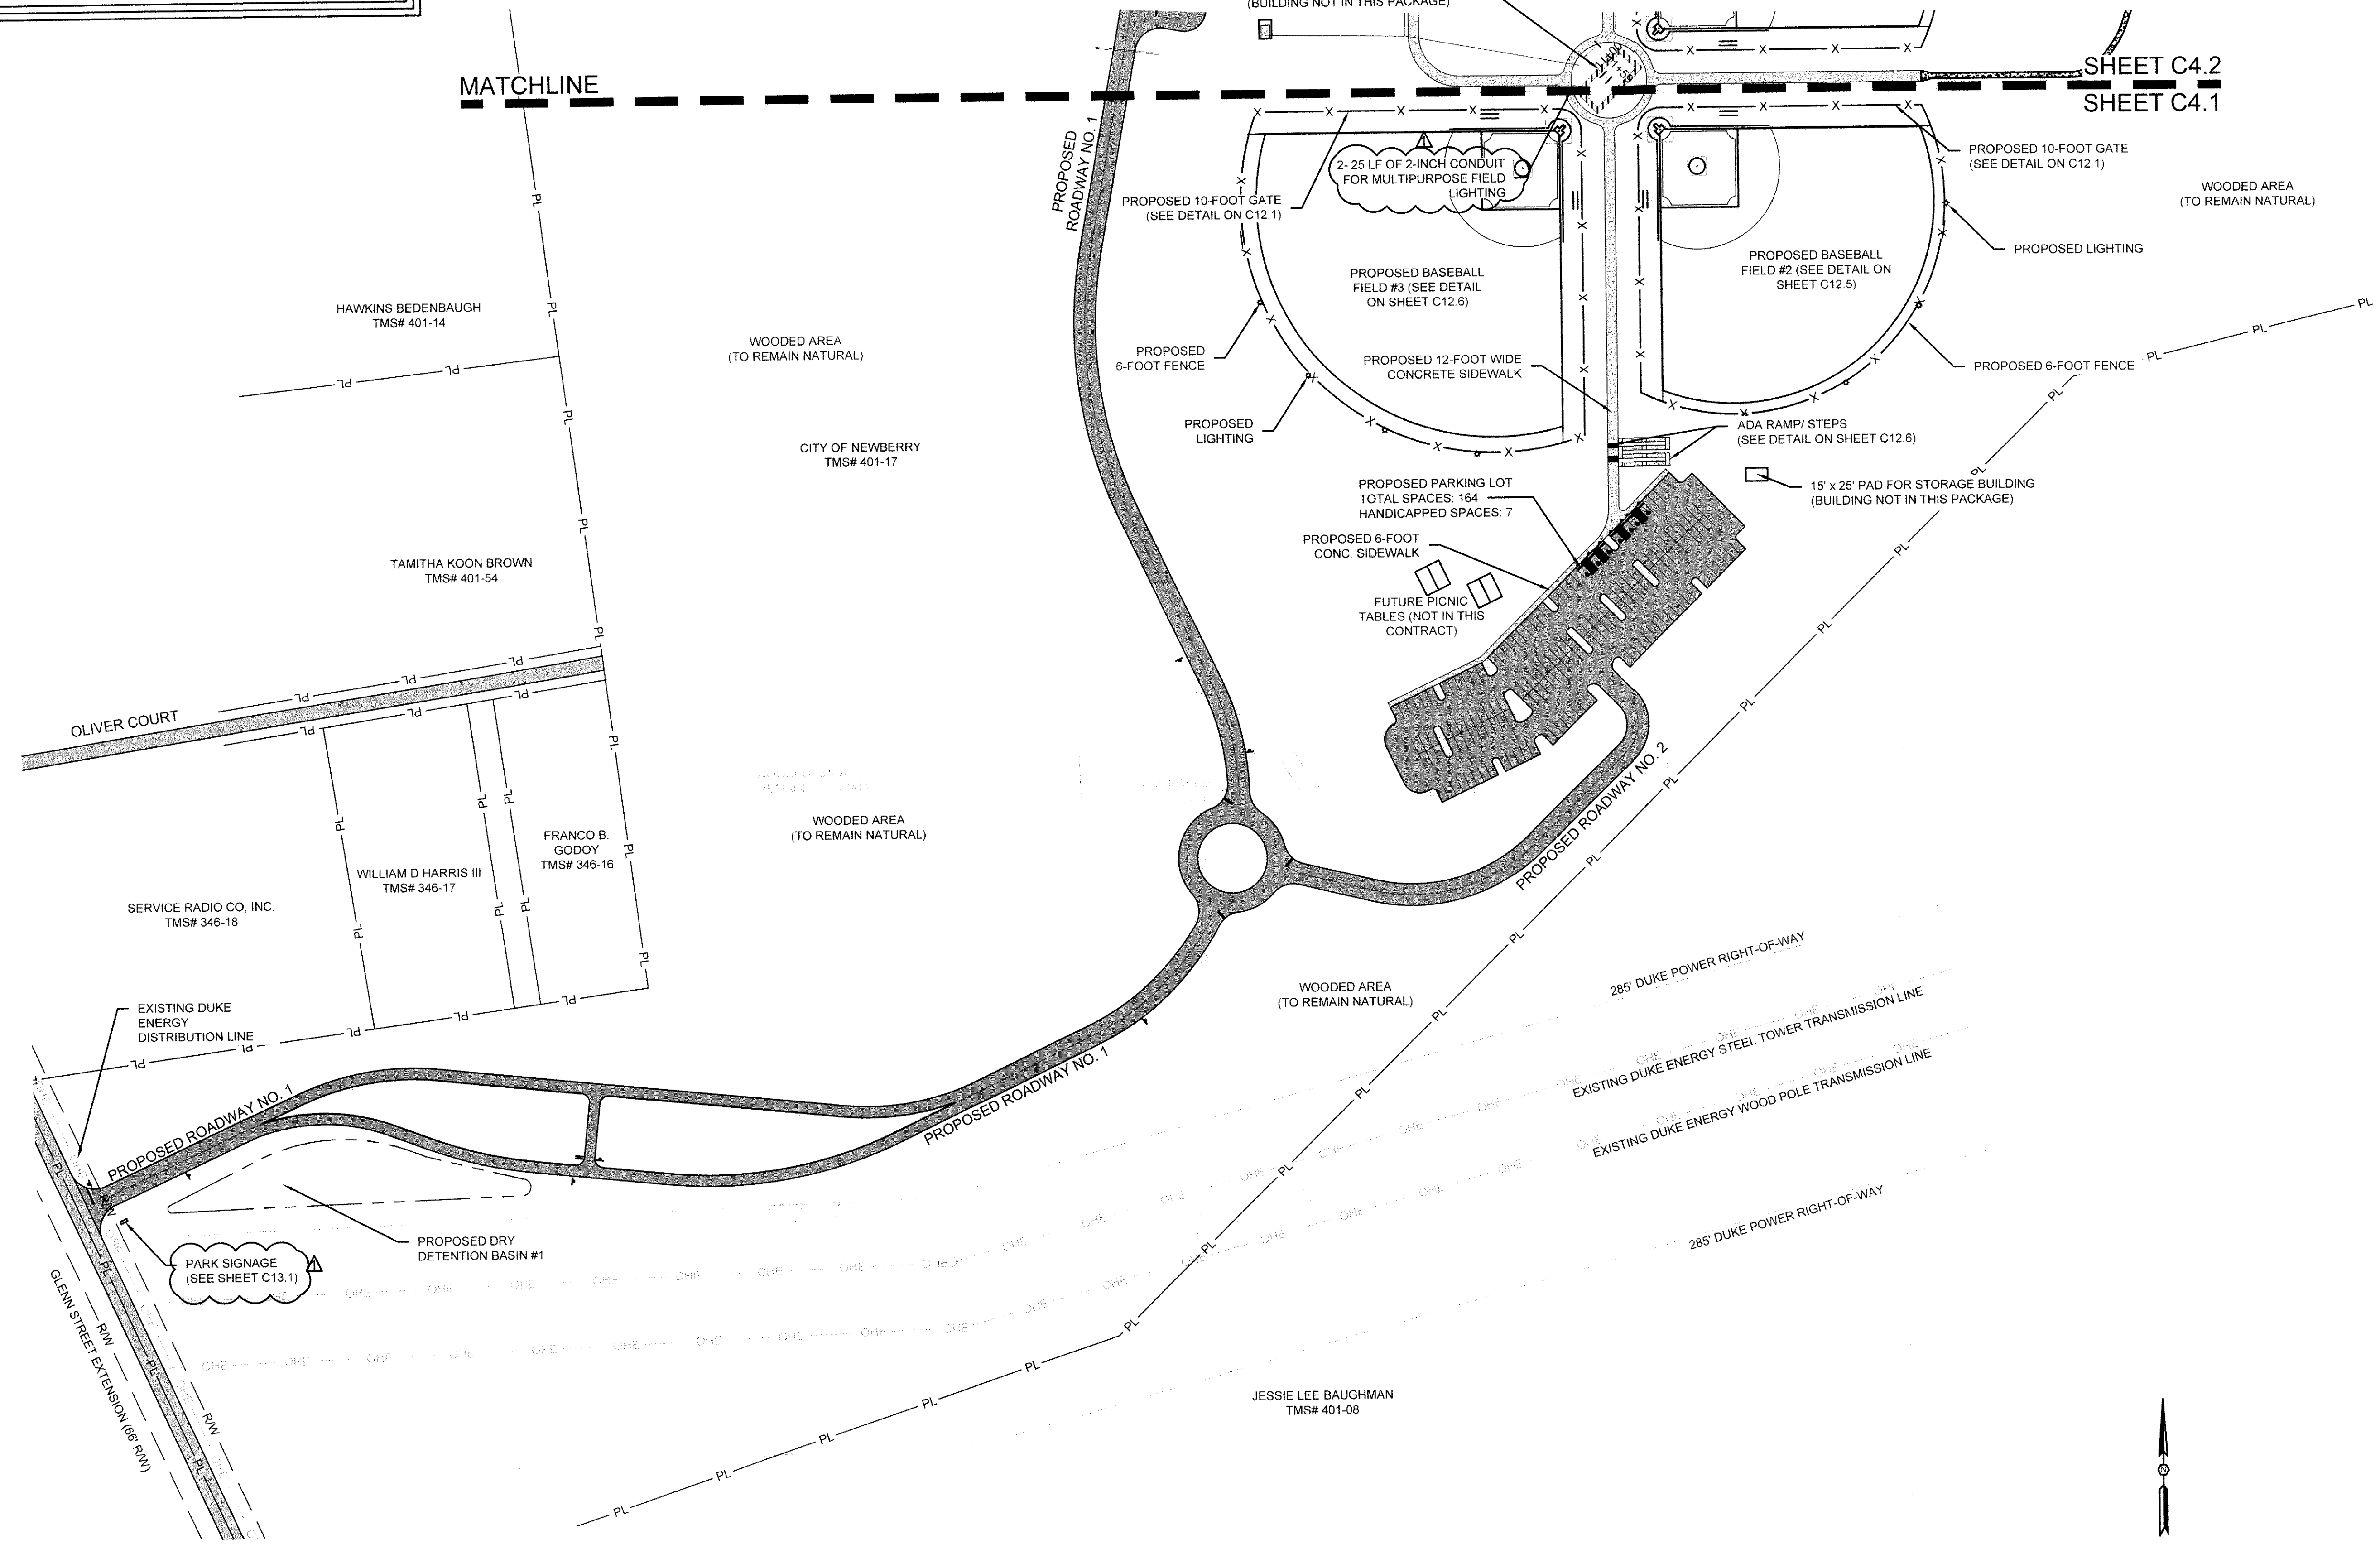 (BUILDING NOT IN THIS PACKAGE)
11+00
MATCHLINE
SHEET C4.2
SHEET C4.1
PROPOSED
ROADWAY NO. 1
2- 25 LF OF 2-INCH CONDUIT
FOR MULTIPURPOSE FIELD
LIGHTING
1
PROPOSED 10-FOOT GATE
(SEE DETAIL ON C12.1)
PROPOSED 10-FOOT GATE
(SEE DETAIL ON C12.1)
WOODED AREA
(TO REMAIN NATURAL)
PROPOSED LIGHTING
PROPOSED BASEBALL
FIELD #3 (SEE DETAIL
ON SHEET C12.6)
PROPOSED BASEBALL
FIELD #2 (SEE DETAIL ON
SHEET C12.5)
HAWKINS BEDENBAUGH
TMS# 401-14
WOODED AREA
(TO REMAIN NATURAL)
PROPOSED
6-FOOT FENCE
PROPOSED 12-FOOT WIDE
CONCRETE SIDEWALK
PROPOSED 6-FOOT FENCE
PROPOSED
LIGHTING
ADA RAMP/ STEPS
(SEE DETAIL ON SHEET C12.6)
CITY OF NEWBERRY
TMS# 401-17
PROPOSED PARKING LOT
TOTAL SPACES: 164
HANDICAPPED SPACES: 7
15' x 25' PAD FOR STORAGE BUILDING
(BUILDING NOT IN THIS PACKAGE)
PROPOSED 6-FOOT
CONC. SIDEWALK
TAMITHA KOON BROWN
TMS# 401-54
FUTURE PICNIC
TABLES (NOT IN THIS
CONTRACT)
OLIVER COURT
PROPOSED ROADWAY NO. 2
WOODED AREA
(TO REMAIN NATURAL)
FRANCO B.
GODOY
TMS# 346-16
WILLIAM D HARRIS III
TMS# 346-17
SERVICE RADIO CO, INC.
TMS# 346-18
285' DUKE POWER RIGHT-OF-WAY
WOODED AREA
(TO REMAIN NATURAL)
EXISTING DUKE
ENERGY
DISTRIBUTION LINE
EXISTING DUKE ENERGY STEEL TOWER TRANSMISSION LINE
EXISTING DUKE ENERGY WOOD POLE TRANSMISSION LINE
PROPOSED ROADWAY NO. 1
PROPOSED ROADWAY NO. 1
285' DUKE POWER RIGHT-OF-WAY
PROPOSED DRY
DETENTION BASIN #1
PARK SIGNAGE
(SEE SHEET C13.1)
1
GLENN STREET EXTENSION (66' R/W)
R/W
R/W
R/W
PL
OHE
JESSIE LEE BAUGHMAN
TMS# 401-08
N